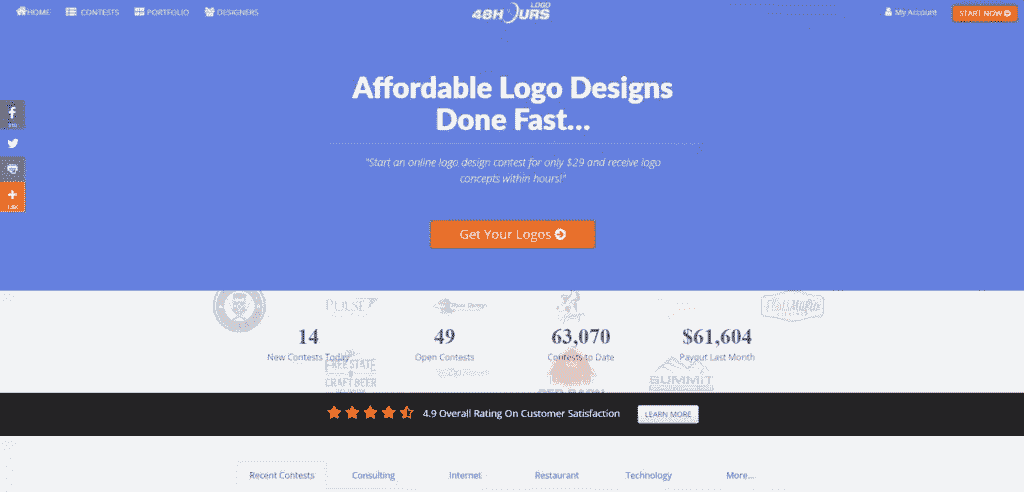 HOME CONTESTS PORTFOLIO DESIGNERS
48HOURS LOGO
My Account START NOW
Affordable Logo Designs
Done Fast...
"Start an online logo design contest for only $29 and receive logo
concepts within hours!"
Get Your Logos
PULSE
14 49 63,070 $61,604
New Contests Today Open Contests Contests to Date Payout Last Month
FREE STATE
CRAFT BEER
RED BARN
SUMMIT
4.9 Overall Rating On Customer Satisfaction LEARN MORE
Recent Contests Consulting Internet Restaurant Technology More...